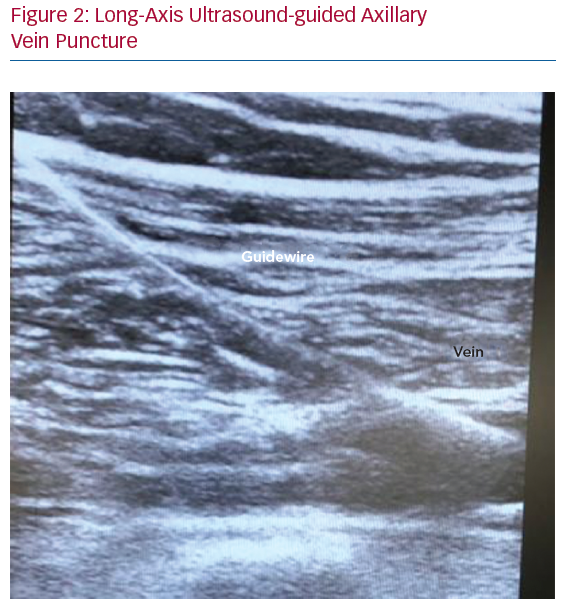 Figure 2: Long-Axis Ultrasound-guided Axillary
Vein Puncture
Guidewire
Vein